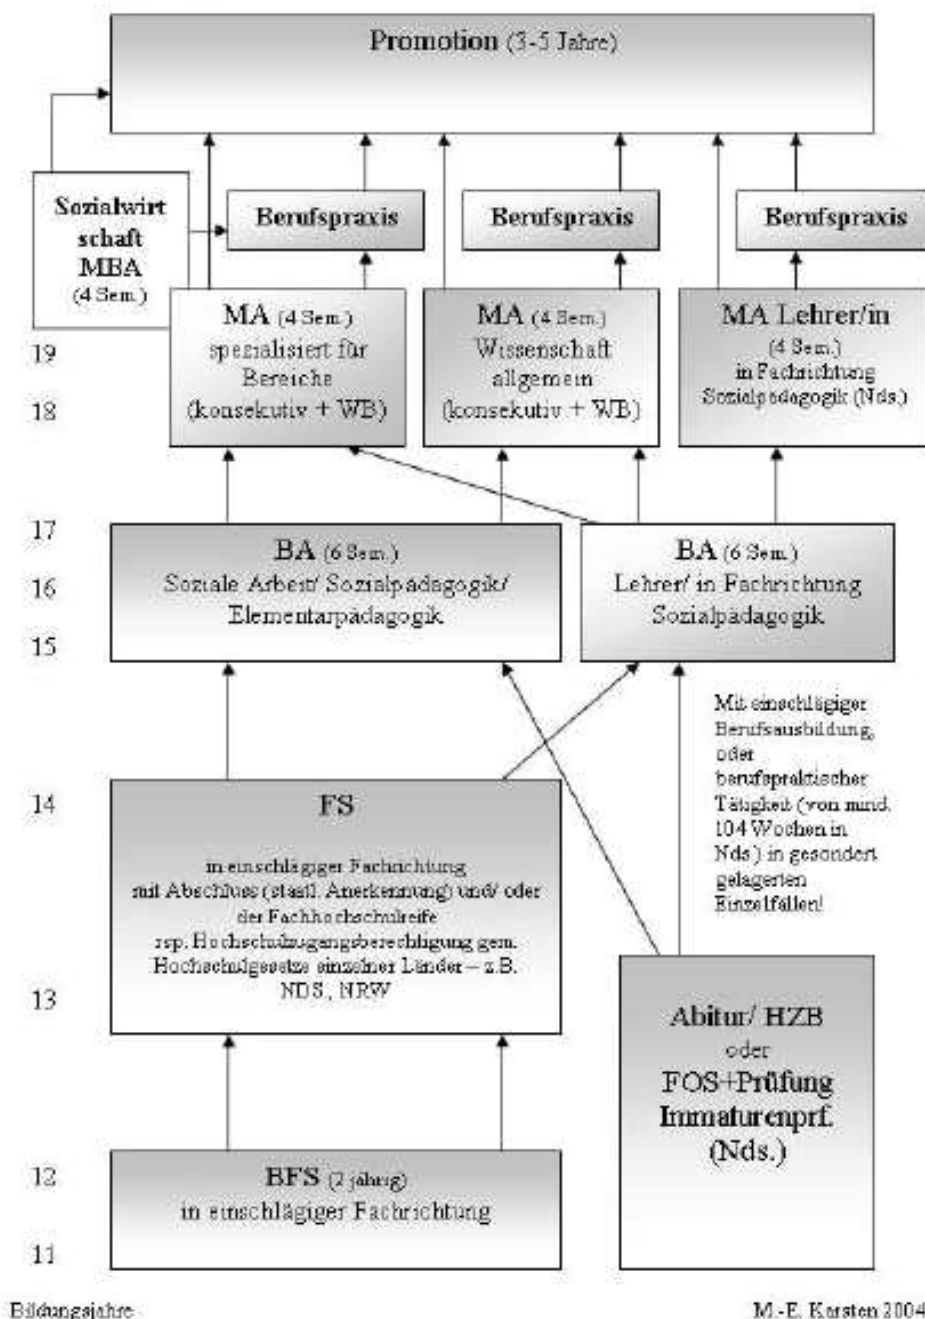 Promotion (3-5 Jahre)
Sozialwirt
schaft
MBA
(4 Sem.)
Berufspraxis
Berufspraxis
Berufspraxis
19
18
MA (4 Sem.)
spezialisiert für
Bereiche
(konsekutiv + WB)
MA (4 Sem.)
Wissenschaft
allgemein
(konsekutiv + WB)
MA Lehrer/in
(4 Sem.)
in Fachrichtung
Sozialpädagogik (Nds.)
17
16
15
BA (6 Sem.)
Soziale Arbeit/ Sozialpädagogik/
Elementarpädagogik
BA (6 Sem.)
Lehrer/ in Fachrichtung
Sozialpädagogik
Mit einschlägiger
Berufsausbildung,
oder
berufspraktischer
Tätigkeit (von mind.
104 Wochen in
Nds.) in gesondert
gelagerten
Einzelfällen!
14
13
FS
in einschlägiger Fachrichtung
mit Abschluss (staatl. Anerkennung) und/ oder
der Fachhochschulreife
rsp. Hochschulzugangsberechtigung gem.
Hochschulgesetze einzelner Länder – z.B.
NDS., NRW
Abitur/ HZB
oder
FOS+Prüfung
Immaturenprf.
(Nds.)
12
11
BFS (2 jährig)
in einschlägiger Fachrichtung
Bildungsjahre
M.-E. Karsten 2004